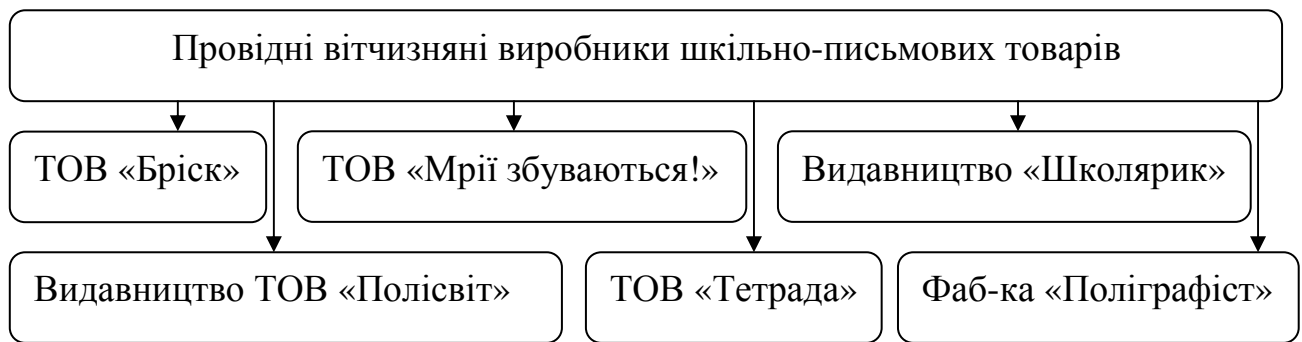 Провідні вітчизняні виробники шкільно-письмових товарів
ТОВ «Бріск»
ТОВ «Мрії збуваються!»
Видавництво «Школярик»
Видавництво ТОВ «Полісвіт»
ТОВ «Тетрада»
Фаб-ка «Поліграфіст»